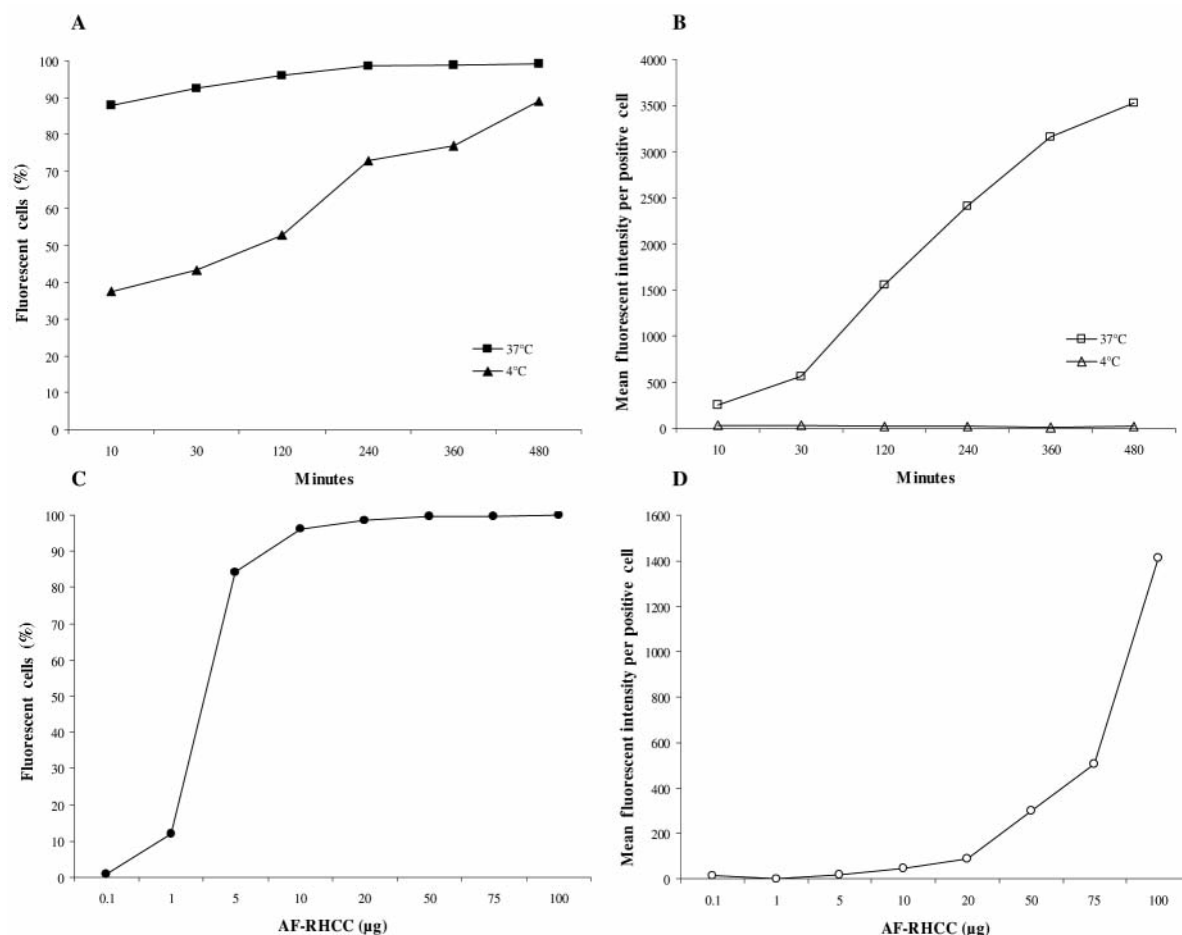 A
Fluorescent cells (%)
100
90
80
70
60
50
40
30
20
10
0
37°C
4°C
10 30 120 240 360 480
Minutes
B
Mean fluorescent intensity per positive cell
4000
3500
3000
2500
2000
1500
1000
500
0
37°C
4°C
10 30 120 240 360 480
Minutes
C
Fluorescent cells (%)
100
90
80
70
60
50
40
30
20
10
0
0.1 1 5 10 20 50 75 100
AF-RHCC (µg)
D
Mean fluorescent intensity per positive cell
1600
1400
1200
1000
800
600
400
200
0
0.1 1 5 10 20 50 75 100
AF-RHCC (µg)